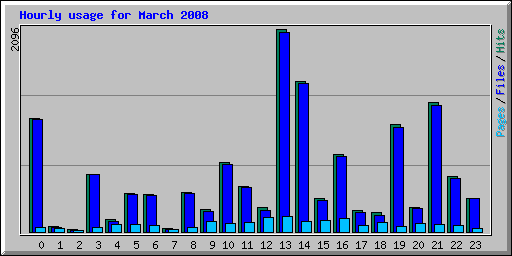 Hourly usage for March 2008
2096
Pages/Files/Hits
0 1 2 3 4 5 6 7 8 9 10 11 12 13 14 15 16 17 18 19 20 21 22 23